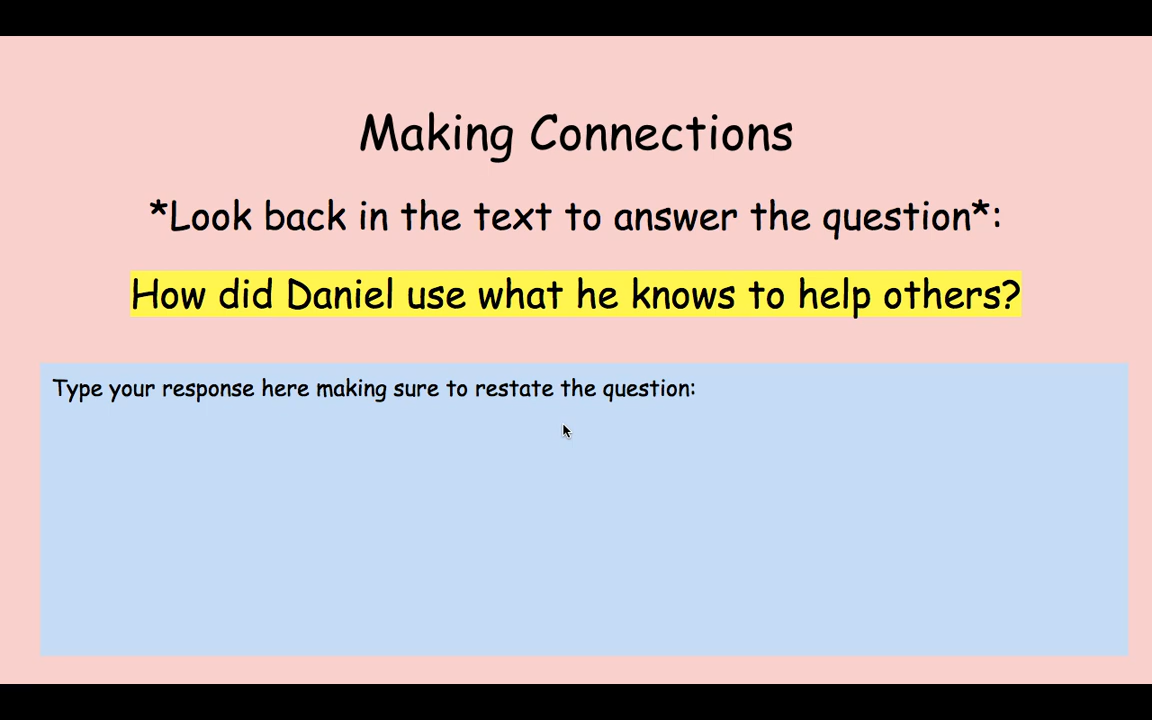 Making Connections
*Look back in the text to answer the question*:
How did Daniel use what he knows to help others?
Type your response here making sure to restate the question: